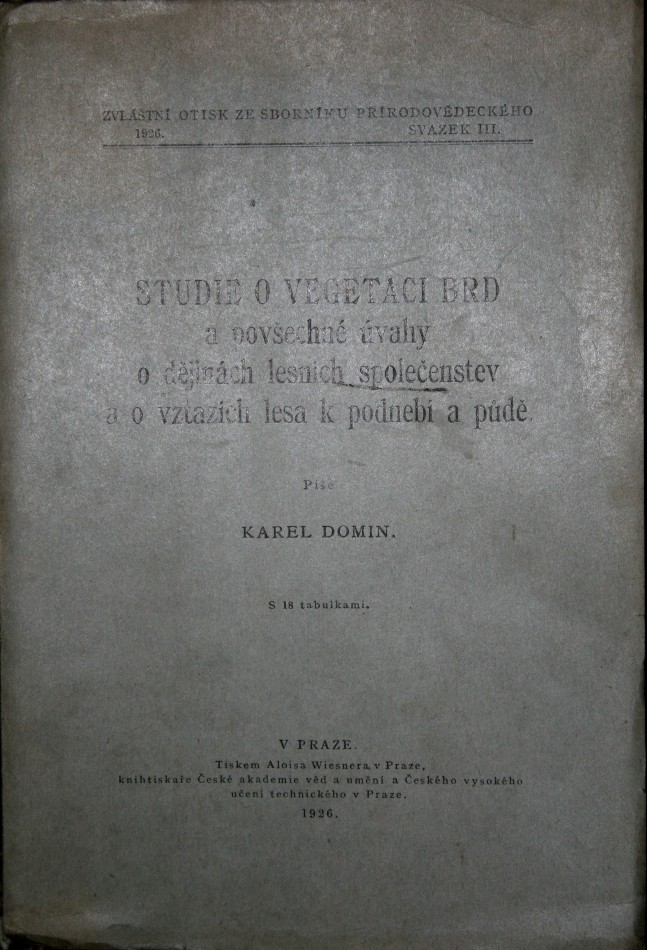 ZVLÁSTNÍ OTISK ZE SBORNÍKU PŘÍRODOVĚDECKÉHO
1926. SVAZEK III.
STUDIE O VEGETACI BRD
a povšechné úvahy
o dějinách lesních společenstev
a o vztazích lesa k podnebí a půdě.
Píše
KAREL DOMIN.
S 18 tabulkami.
V PRAZE.
Tiskem Aloisa Wiesnera v Praze,
knihtiskaře České akademie věd a umění a Českého vysokého
učení technického v Praze.
1926.